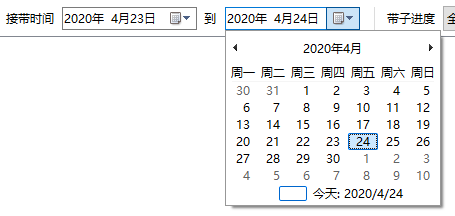 接带时间 2020年 4月23日 到 2020年 4月24日 带子进度
2020年4月
周一 周二 周三 周四 周五 周六 周日
30 31 1 2 3 4 5
6 7 8 9 10 11 12
13 14 15 16 17 18 19
20 21 22 23 24 25 26
27 28 29 30 1 2 3
4 5 6 7 8 9 10
今天: 2020/4/24